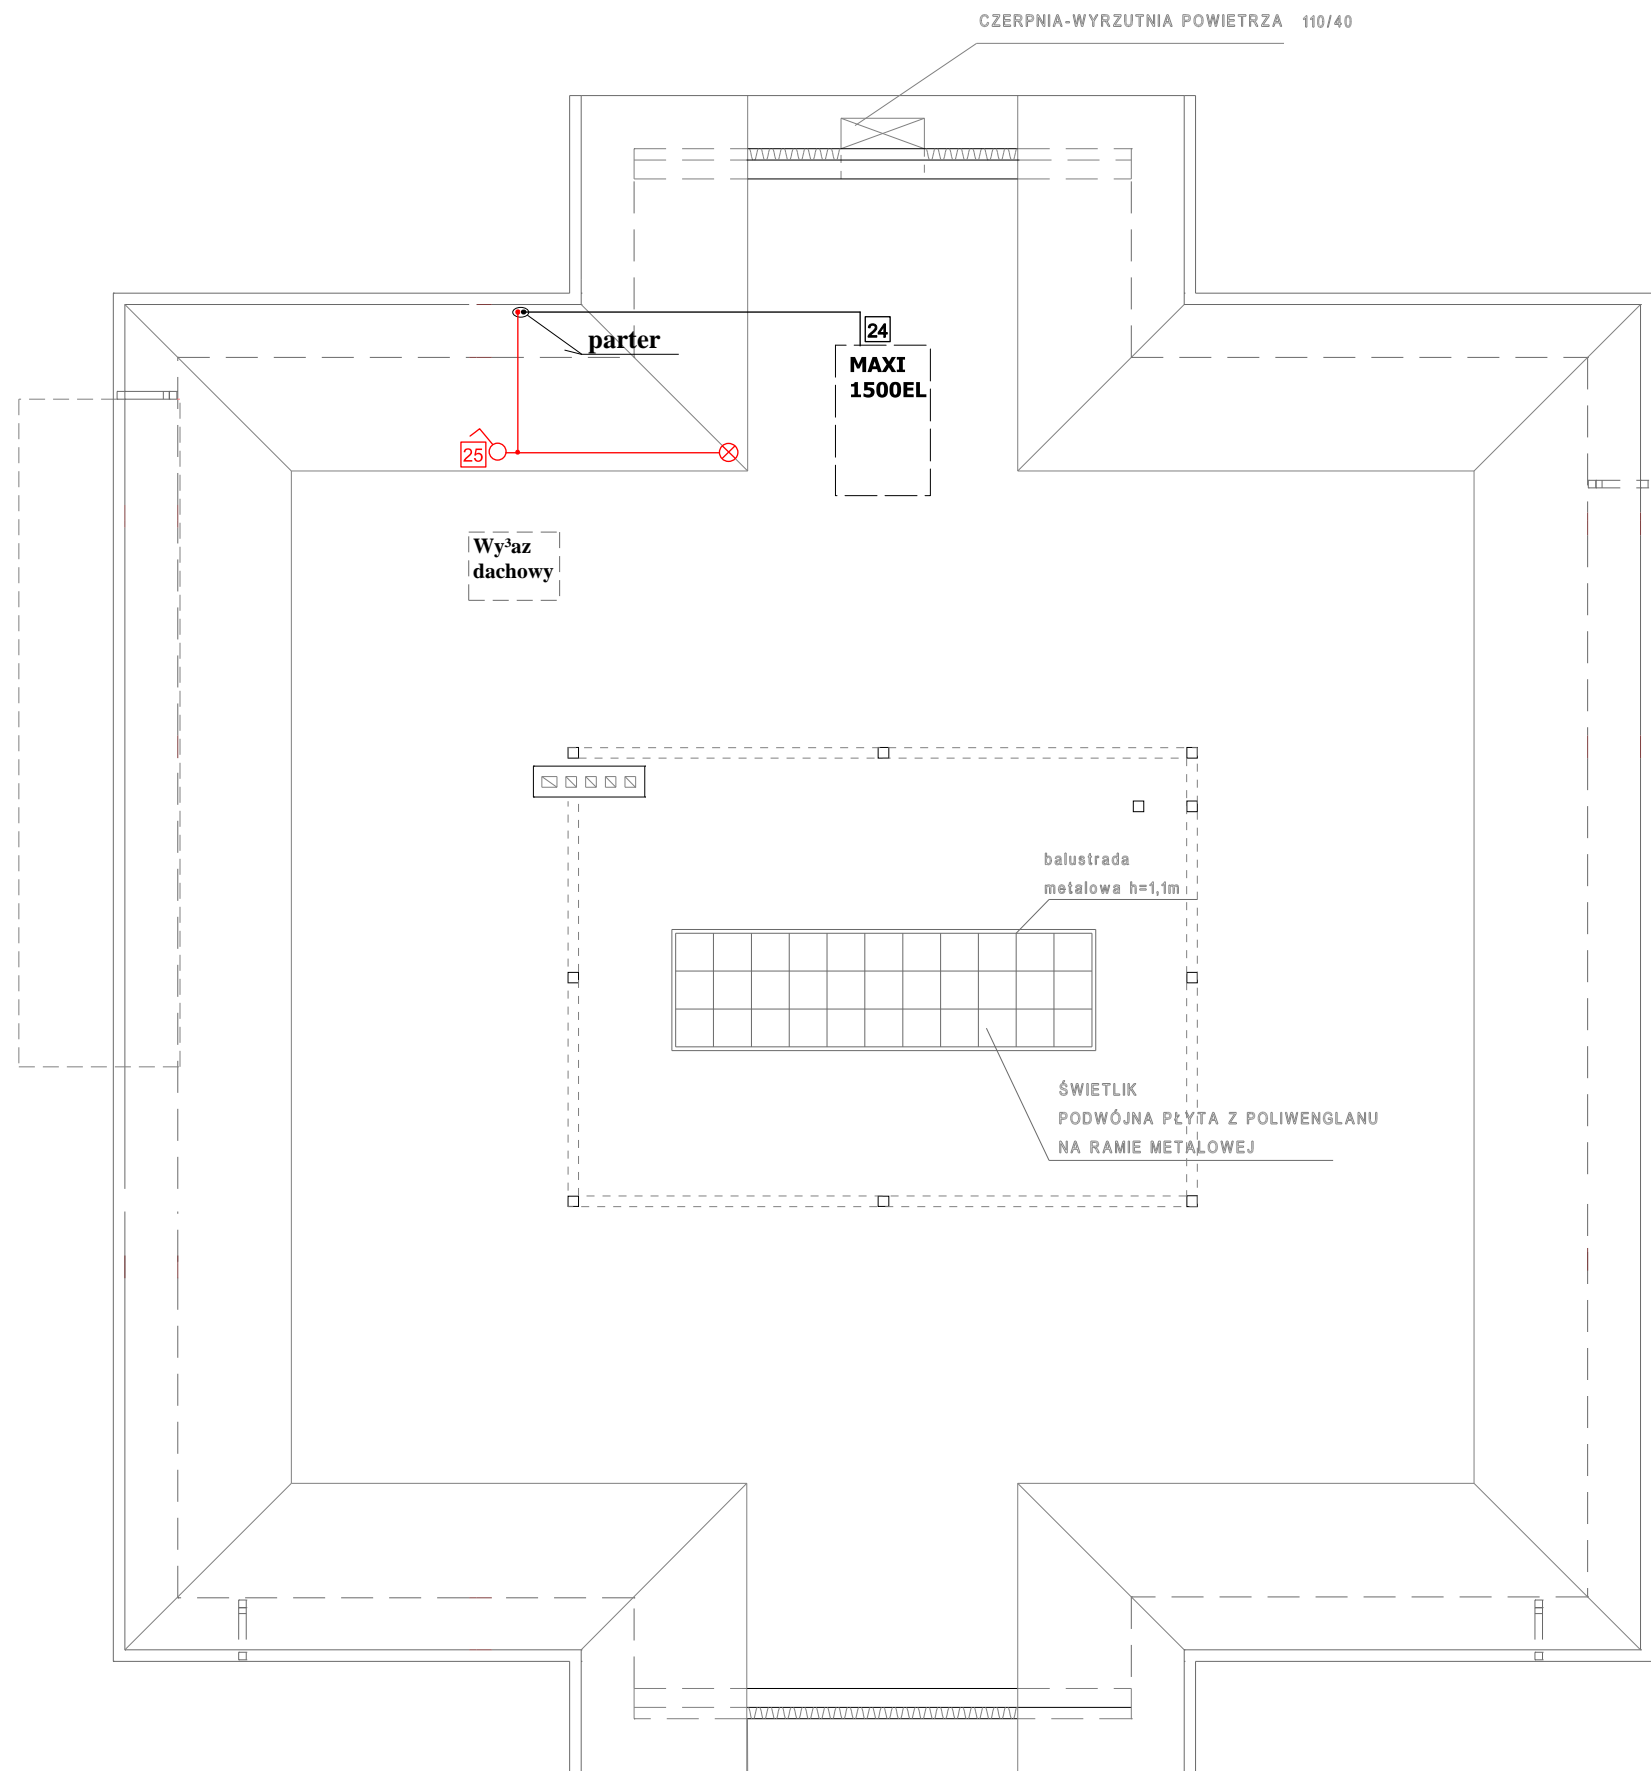 CZERPNIA-WYRZUTNIA POWIETRZA 110/40
24
parter
MAXI
1500EL
25
Wy³az
dachowy
balustrada
metalowa h=1,1m
ŚWIETLIK
PODWÓJNA PŁYTA Z POLIWENGLANU
NA RAMIE METALOWEJ